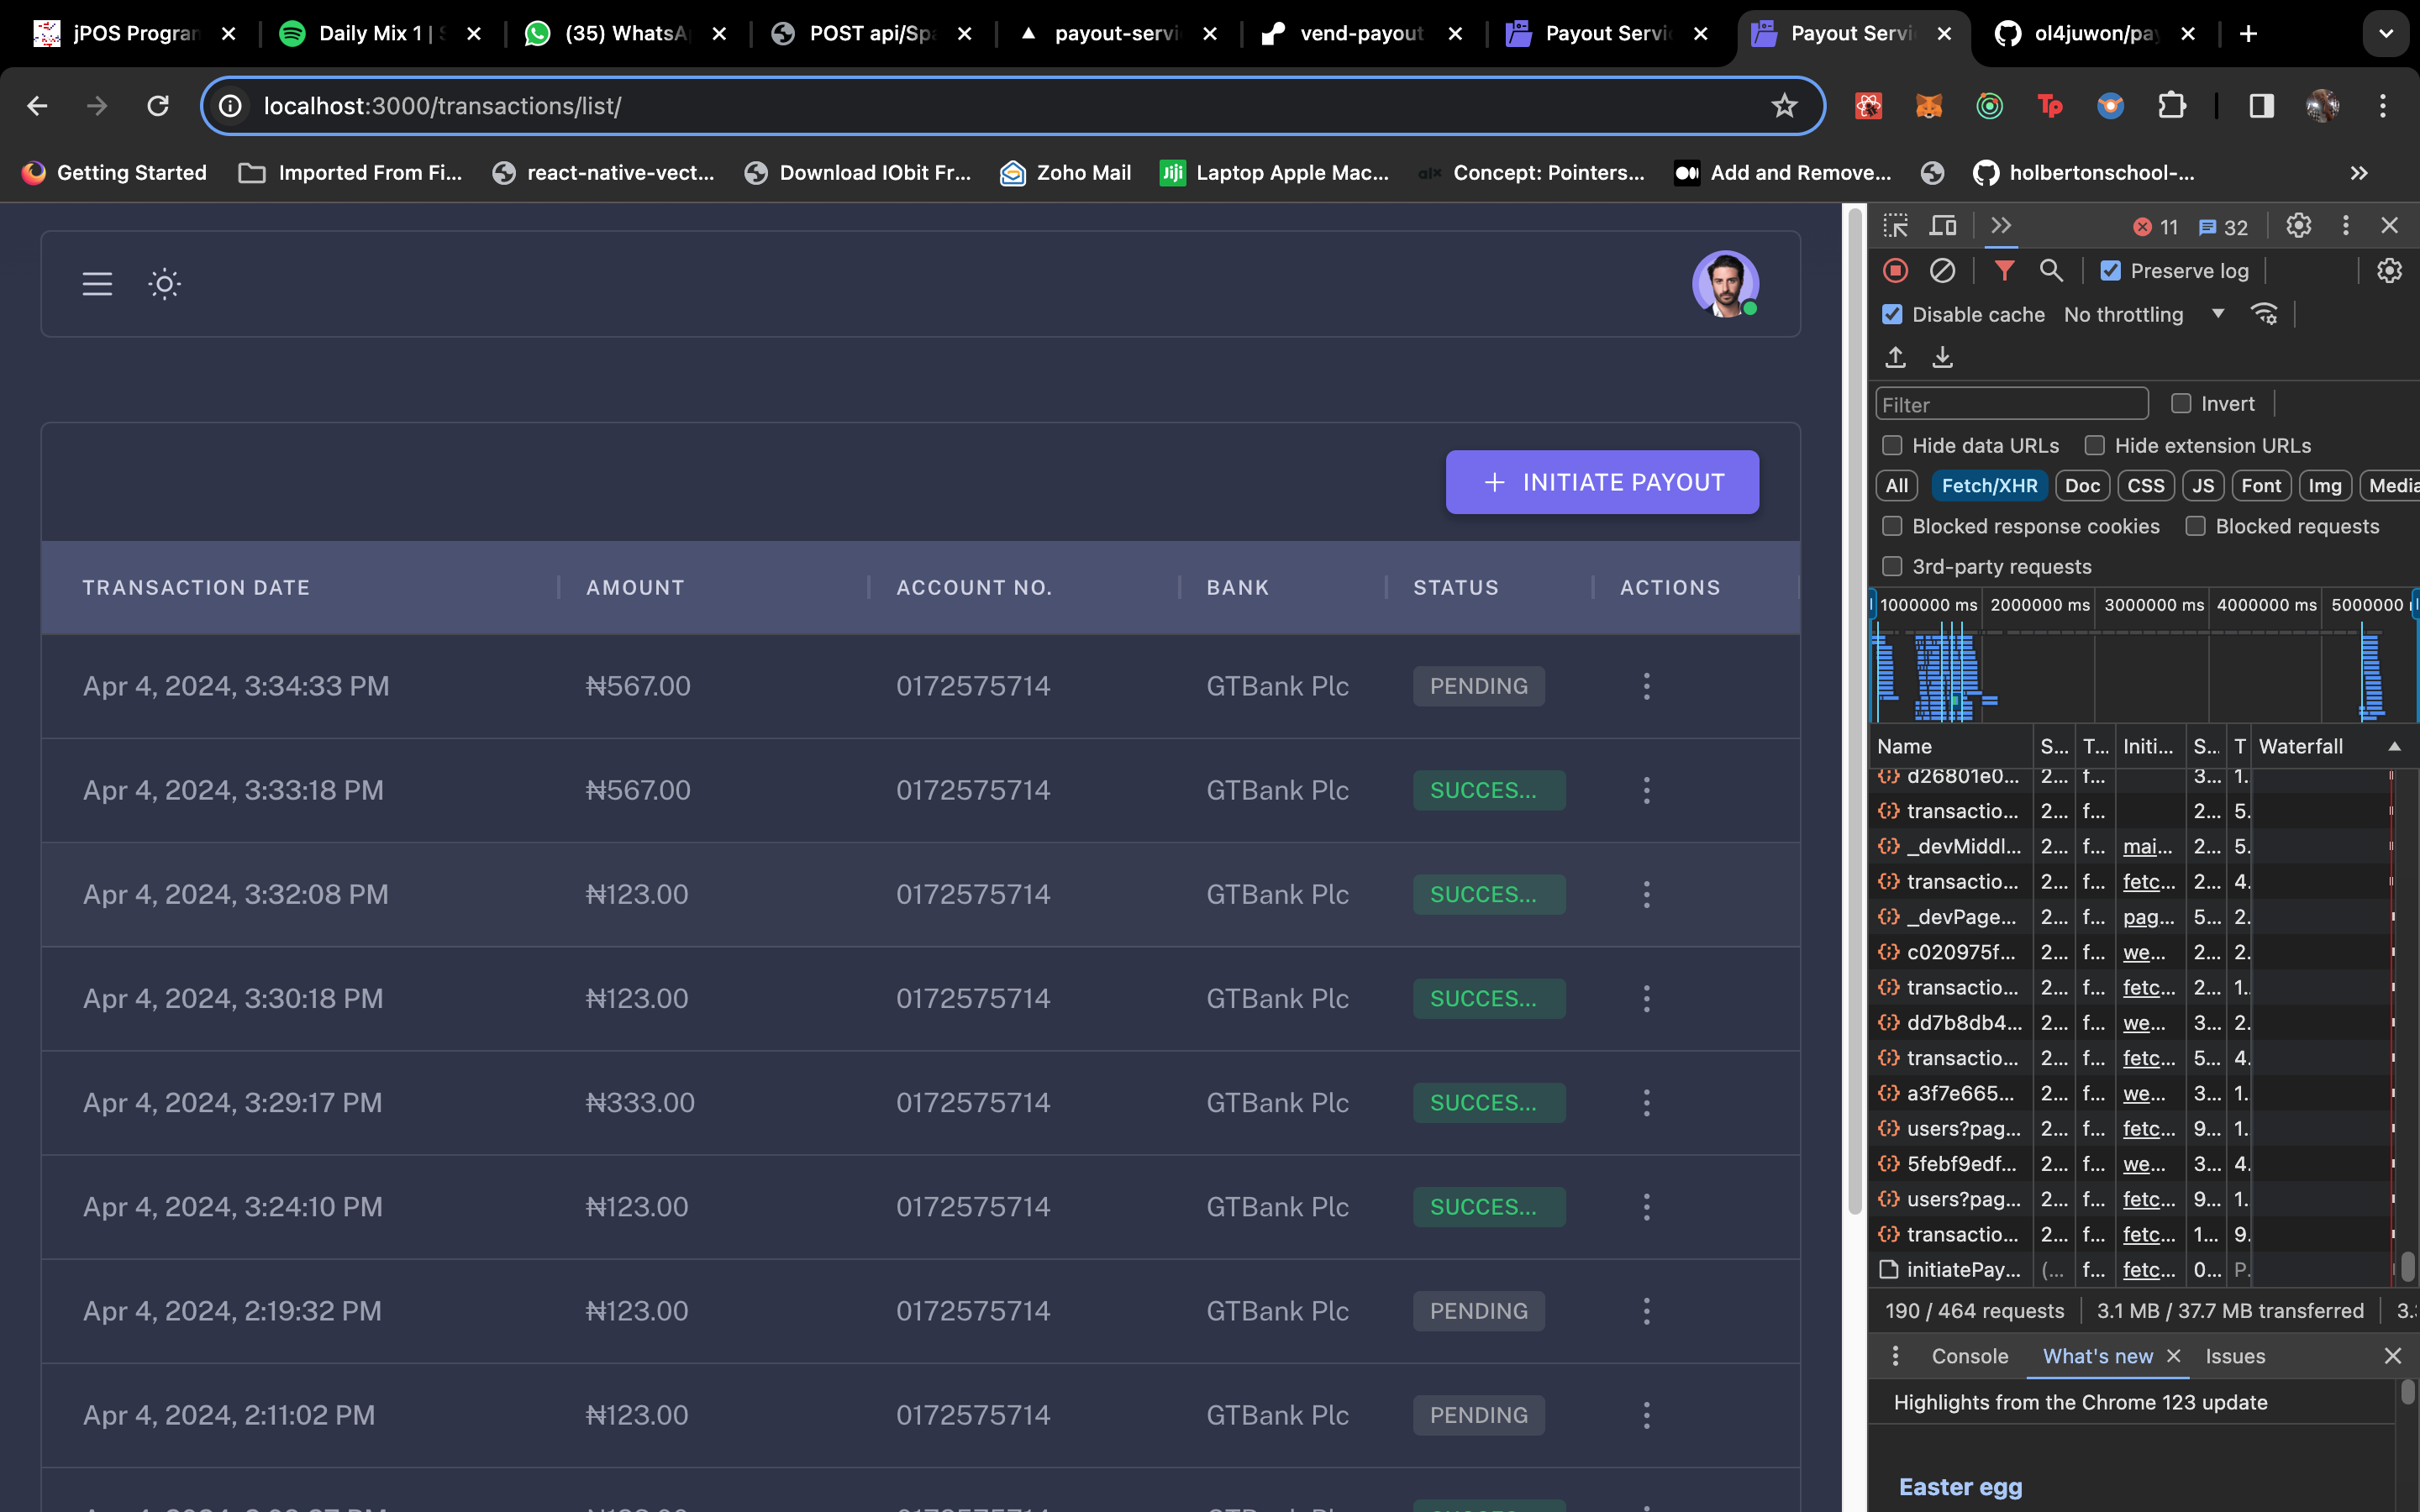 jPOS Progran
Daily Mix 1 | S
(35) WhatsA
POST api/Spa
payout-servi
vend-payout
Payout Servi
Payout Servi
ol4juwon/pay
localhost:3000/transactions/list/
Getting Started
Imported From Fi...
react-native-vect...
Download IObit Fr...
Zoho Mail
Laptop Apple Mac...
Concept: Pointers...
Add and Remove...
holbertonschool-...
+ INITIATE PAYOUT
TRANSACTION DATE AMOUNT ACCOUNT NO. BANK STATUS ACTIONS
Apr 4, 2024, 3:34:33 PM ₦567.00 0172575714 GTBank Plc PENDING
Apr 4, 2024, 3:33:18 PM ₦567.00 0172575714 GTBank Plc SUCCES...
Apr 4, 2024, 3:32:08 PM ₦123.00 0172575714 GTBank Plc SUCCES...
Apr 4, 2024, 3:30:18 PM ₦123.00 0172575714 GTBank Plc SUCCES...
Apr 4, 2024, 3:29:17 PM ₦333.00 0172575714 GTBank Plc SUCCES...
Apr 4, 2024, 3:24:10 PM ₦123.00 0172575714 GTBank Plc SUCCES...
Apr 4, 2024, 2:19:32 PM ₦123.00 0172575714 GTBank Plc PENDING
Apr 4, 2024, 2:11:02 PM ₦123.00 0172575714 GTBank Plc PENDING
11 32
Preserve log
Disable cache No throttling
Filter Invert
Hide data URLs Hide extension URLs
All Fetch/XHR Doc CSS JS Font Img Media
Blocked response cookies Blocked requests
3rd-party requests
1000000 ms 2000000 ms 3000000 ms 4000000 ms 5000000
Name S... T... Initi... S... T Waterfall
d26801e0... 2... f... 3... 1.
transactio... 2... f... 2... 5.
_devMiddl... 2... f... mai... 2... 5.
transactio... 2... f... fetc... 2... 4.
_devPage... 2... f... pag... 5... 2.
c020975f... 2... f... we... 2... 2.
transactio... 2... f... fetc... 2... 1.
dd7b8db4... 2... f... we... 3... 2.
transactio... 2... f... fetc... 5... 4.
a3f7e665... 2... f... we... 3... 1.
users?pag... 2... f... fetc... 9... 1.
5febf9edf... 2... f... we... 3... 4.
users?pag... 2... f... fetc... 9... 1.
transactio... 2... f... fetc... 1... 9.
initiatePay... (... f... fetc... 0... P.
190 / 464 requests 3.1 MB / 37.7 MB transferred 3.
Console What's new Issues
Highlights from the Chrome 123 update
Easter egg